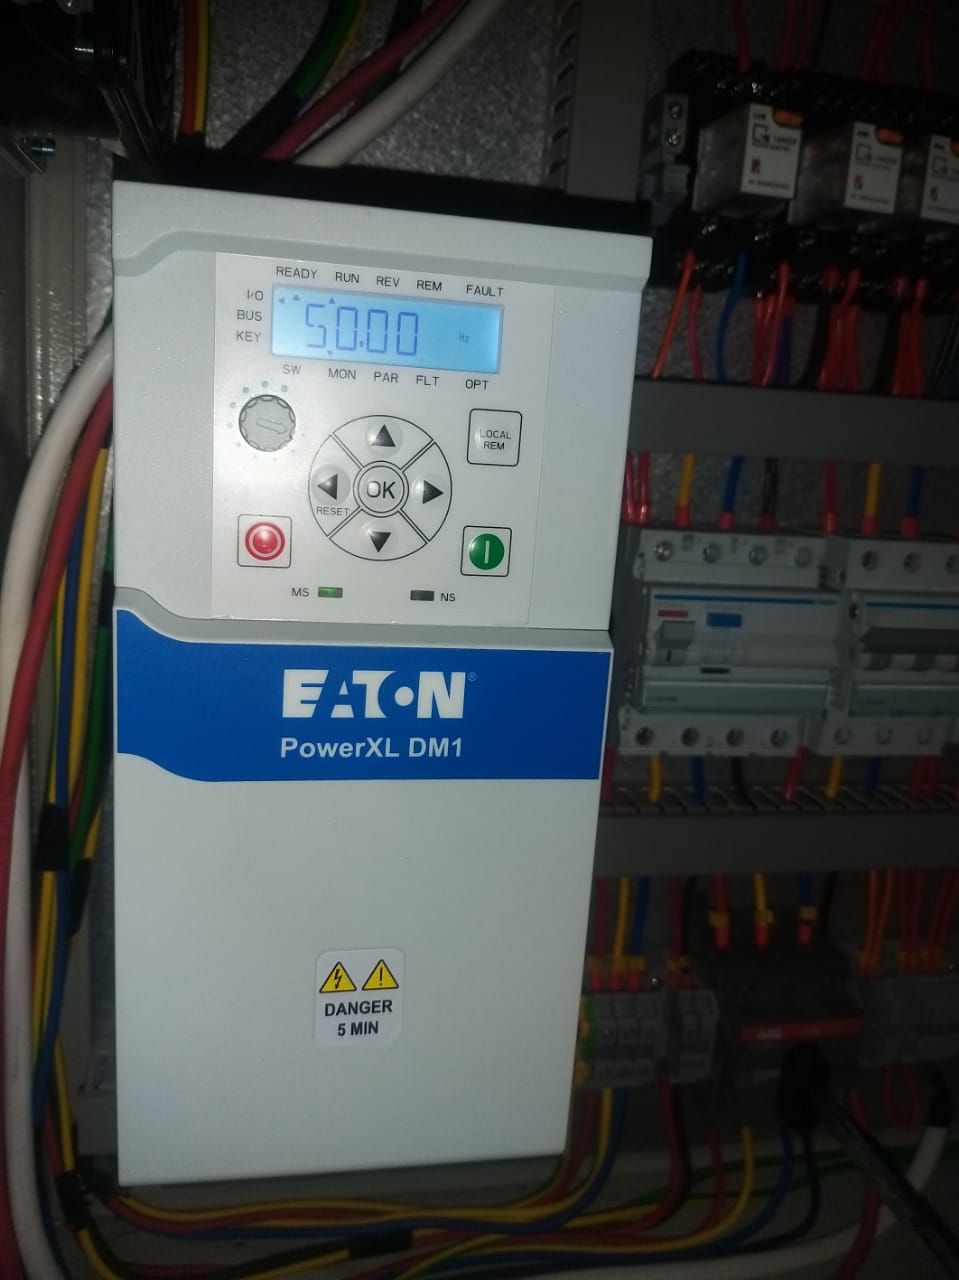 READY RUN REV REM FAULT
I/O
BUS
KEY
50.00 Hz
SW MON PAR FLT OPT
LOCAL
REM
OK
RESET
MS
NS
EATON®
PowerXL DM1
DANGER
5 MIN
ABB